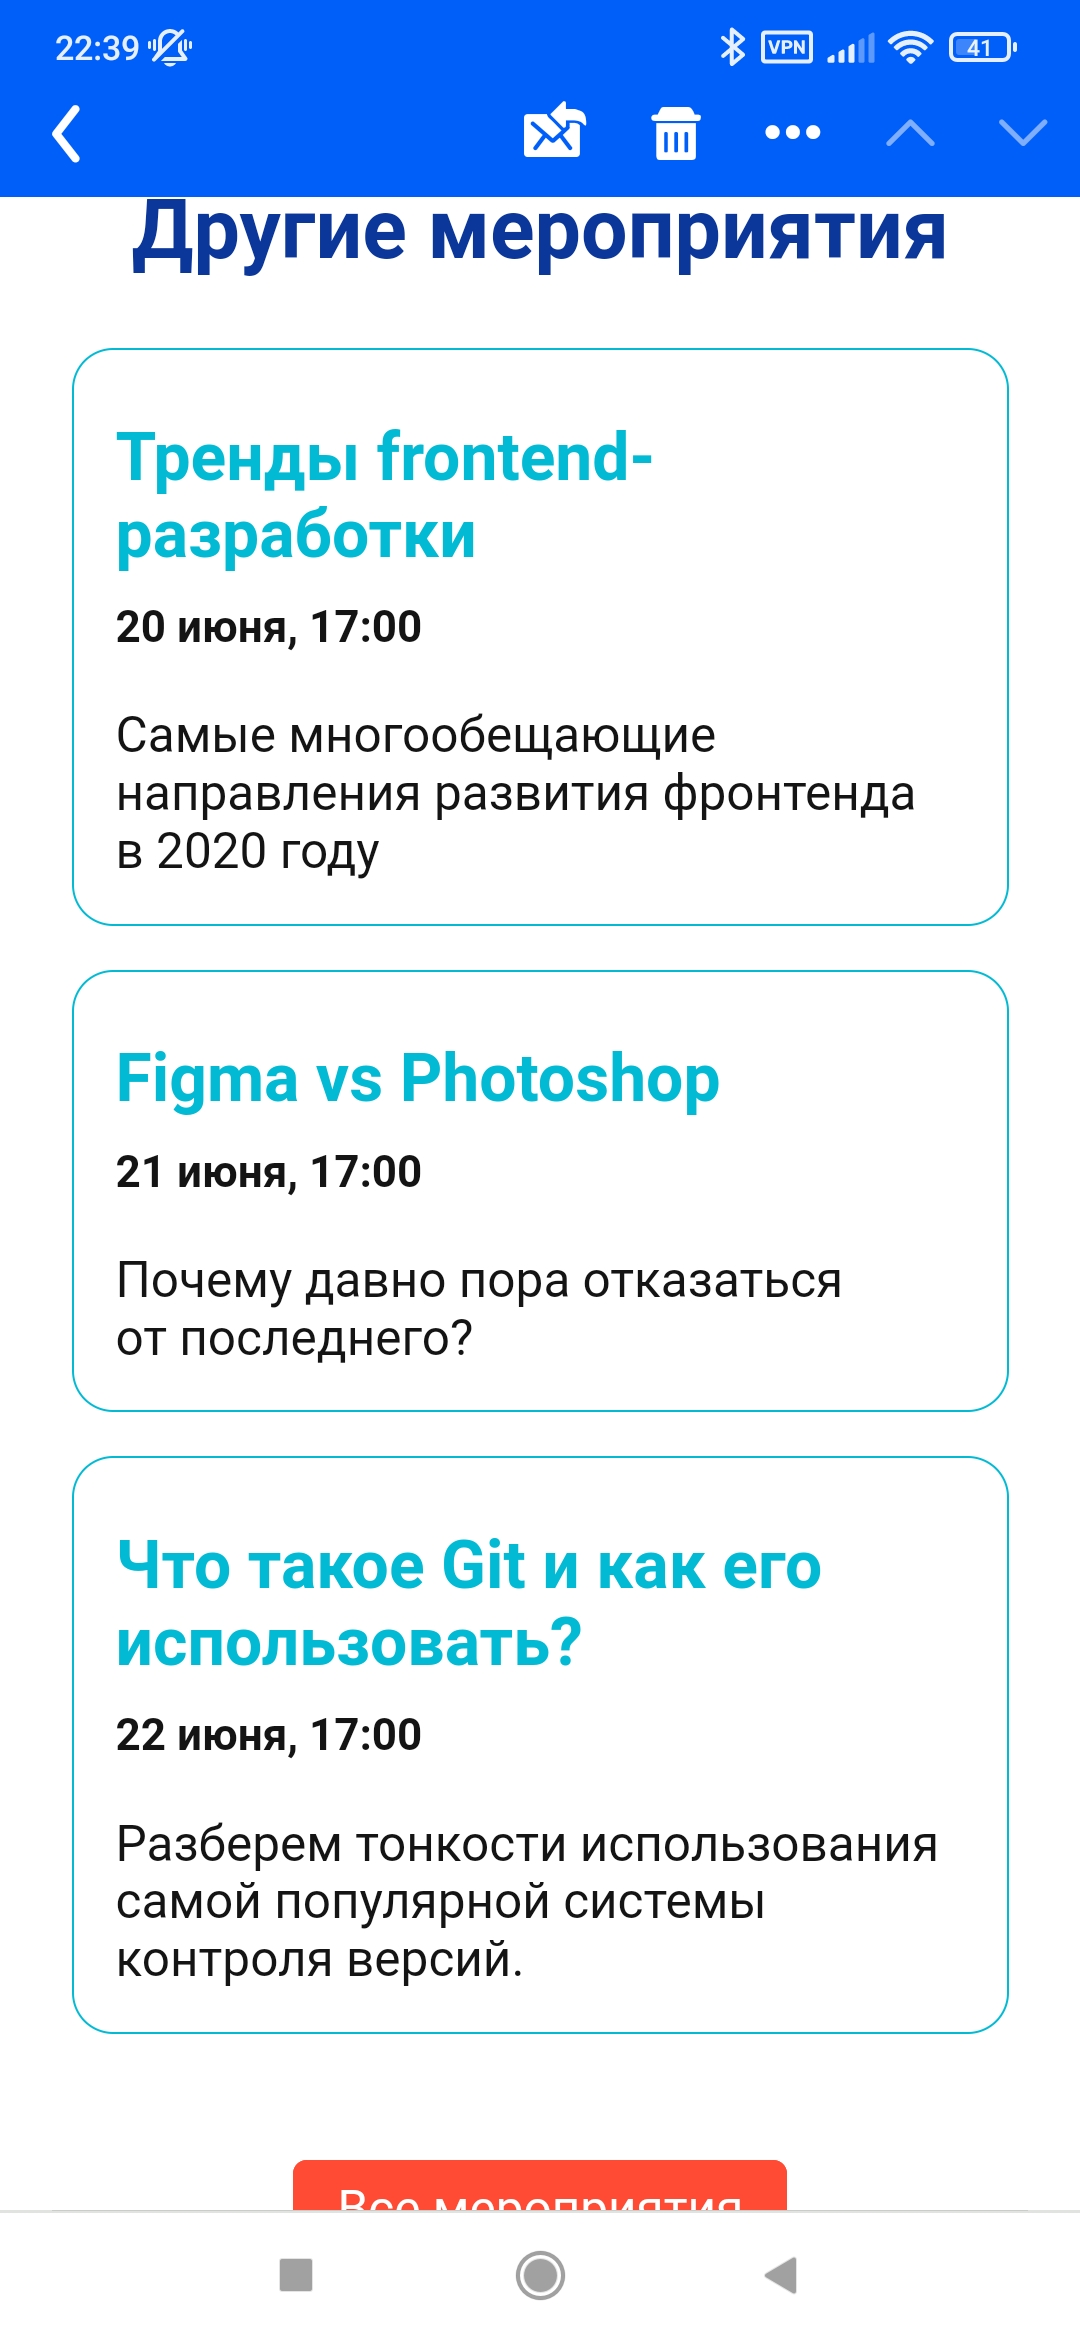 22:39
VPN
41
Другие мероприятия
Тренды frontend-
разработки
20 июня, 17:00
Самые многообещающие
направления развития фронтенда
в 2020 году
Figma vs Photoshop
21 июня, 17:00
Почему давно пора отказаться
от последнего?
Что такое Git и как его
использовать?
22 июня, 17:00
Разберем тонкости использования
самой популярной системы
контроля версий.
Все мероприятия